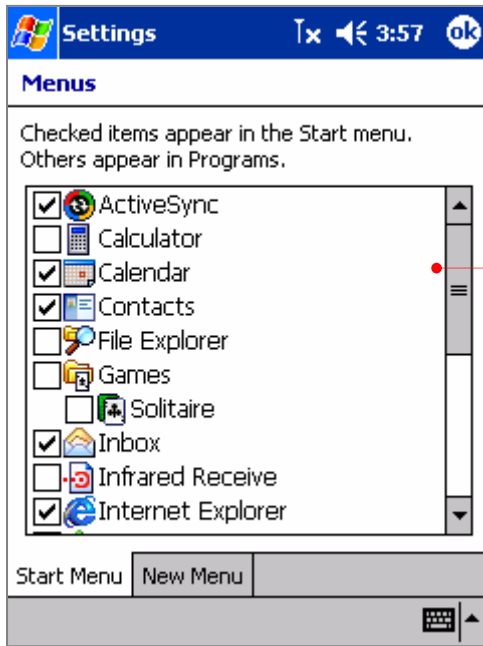 Settings 3:57 ok
Menus
Checked items appear in the Start menu.
Others appear in Programs.
ActiveSync
Calculator
Calendar
Contacts
File Explorer
Games
Solitaire
Inbox
Infrared Receive
Internet Explorer
Start Menu New Menu